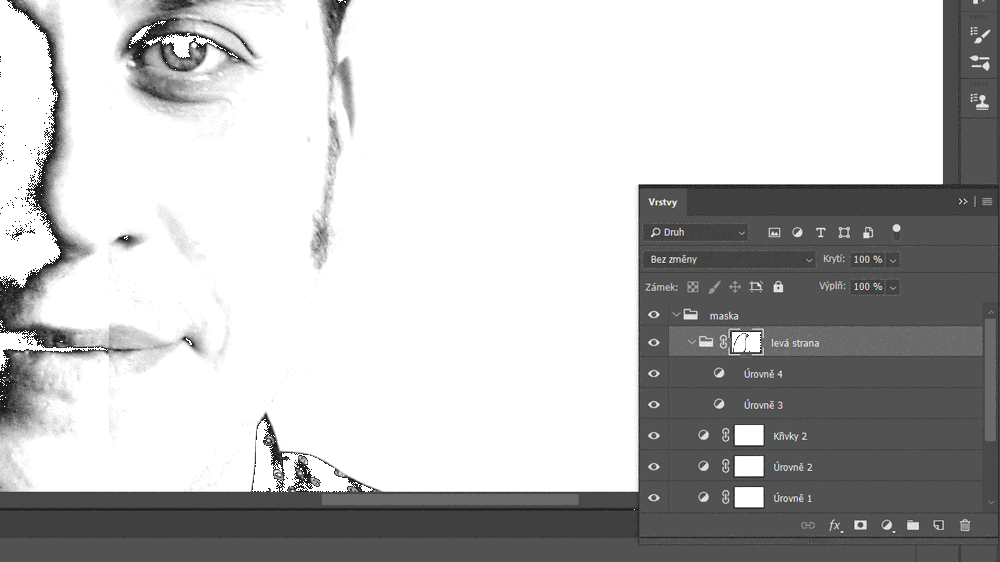 Vrstvy
Druh
Bez změny Krytí: 100 %
Zámek: Výplň: 100 %
maska
levá strana
Úrovně 4
Úrovně 3
Křivky 2
Úrovně 2
Úrovně 1
fx